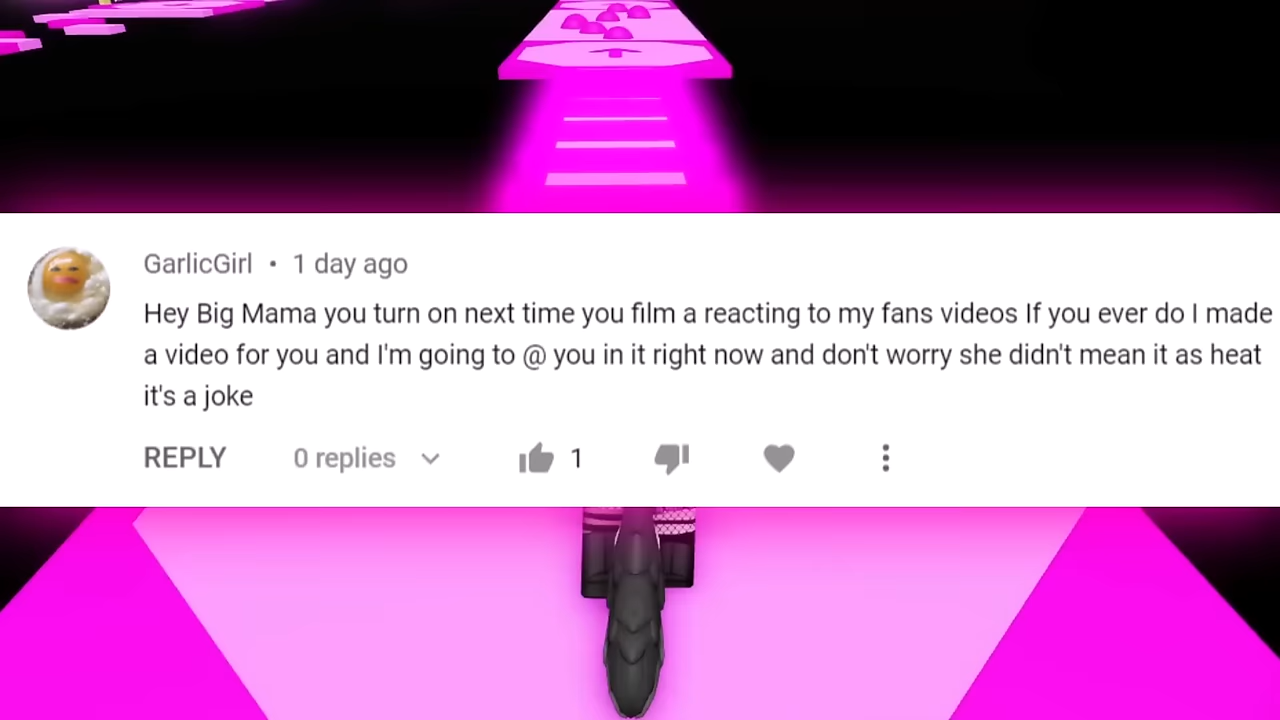 GarlicGirl • 1 day ago
Hey Big Mama you turn on next time you film a reacting to my fans videos If you ever do I made
a video for you and I'm going to @ you in it right now and don't worry she didn't mean it as heat
it's a joke
REPLY 0 replies 1